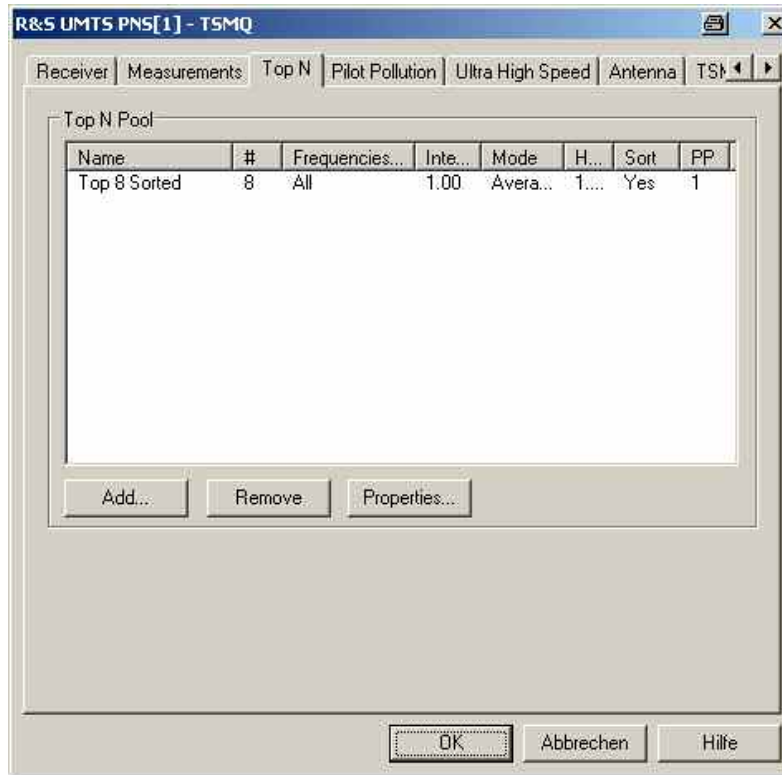 R&S UMTS PNS[1] - TSMQ
Receiver Measurements Top N Pilot Pollution Ultra High Speed Antenna
Top N Pool
Name # Frequencies... Inte... Mode H... Sort PP
Top 8 Sorted 8 All 1.00 Avera... 1.... Yes 1
Add... Remove Properties...
OK Abbrechen Hilfe